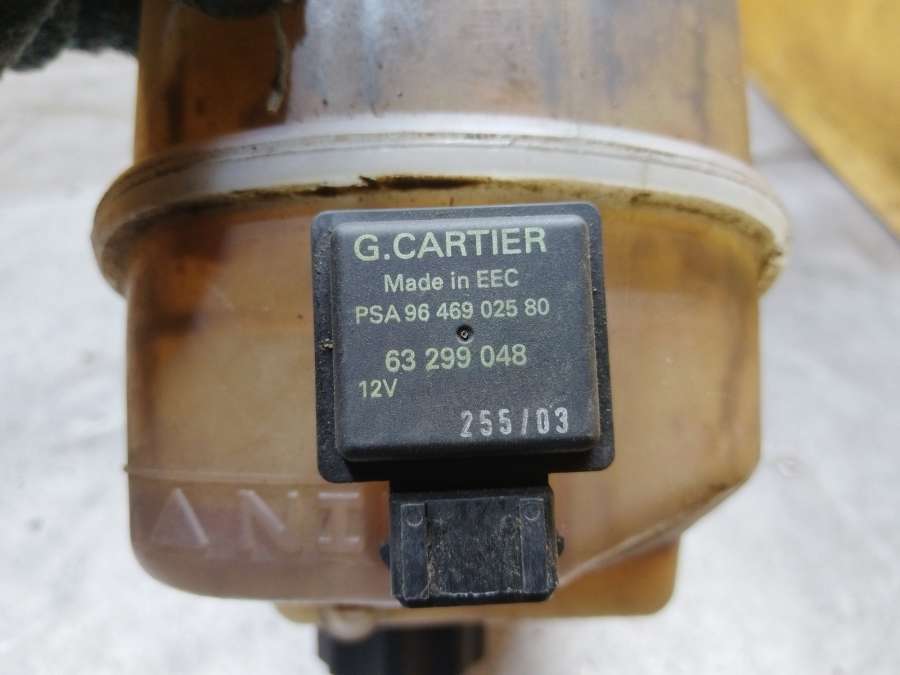 G.CARTIER
Made in EEC
PSA 96 469 025 80
63 299 048
12V
255/03